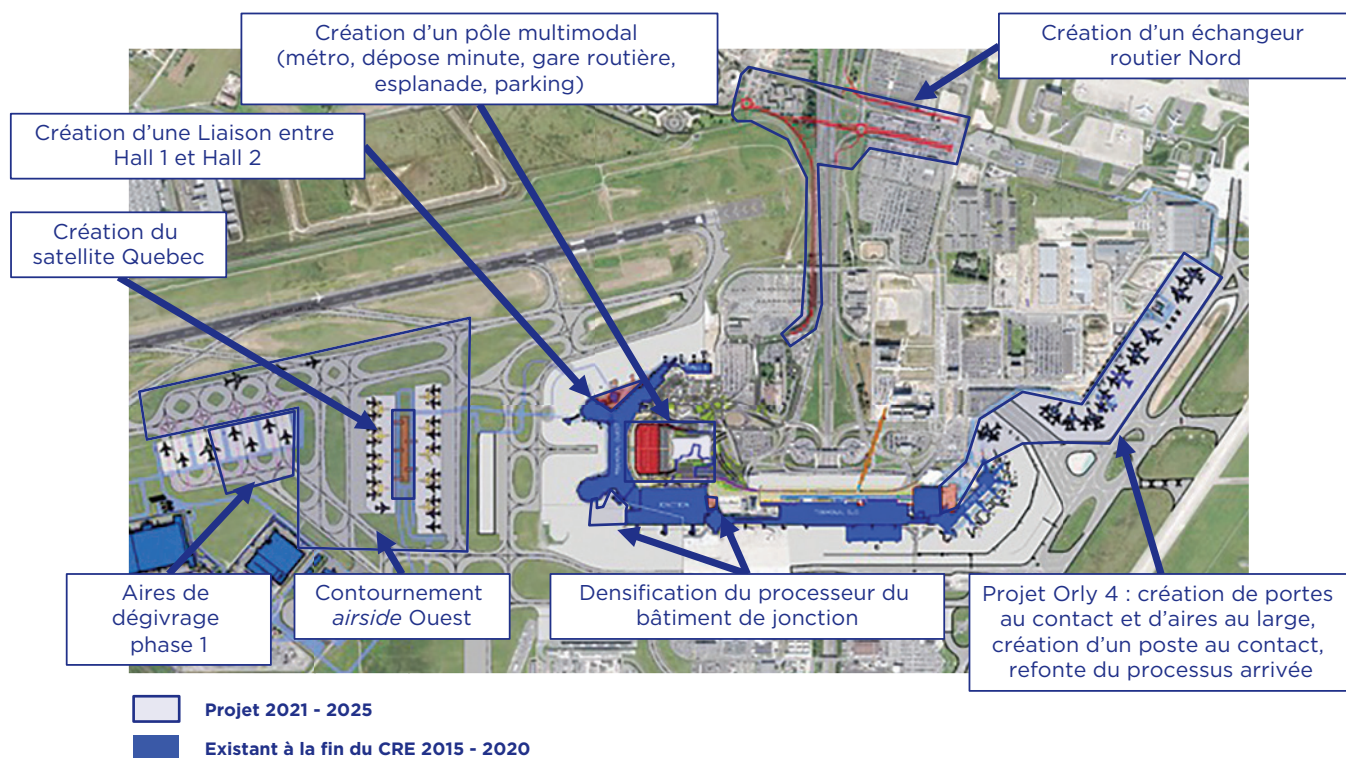 Création d'un pôle multimodal
(métro, dépose minute, gare routière,
esplanade, parking)
Création d'un échangeur
routier Nord
Création d'une Liaison entre
Hall 1 et Hall 2
Création du
satellite Quebec
Aires de
dégivrage
phase 1
Contournement
airside Ouest
Densification du processeur du
bâtiment de jonction
Projet Orly 4 : création de portes
au contact et d'aires au large,
création d'un poste au contact,
refonte du processus arrivée
Projet 2021 - 2025
Existant à la fin du CRE 2015 - 2020